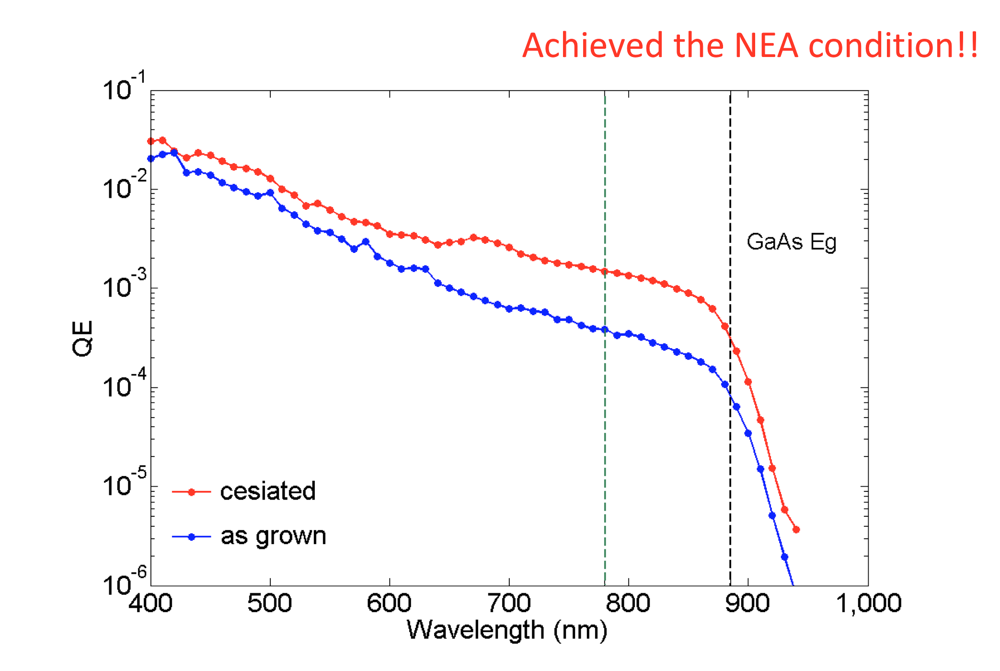 Achieved the NEA condition!!
10-1
10-2
10-3
10-4
10-5
10-6
QE
GaAs Eg
cesiated
as grown
400 500 600 700 800 900 1,000
Wavelength (nm)